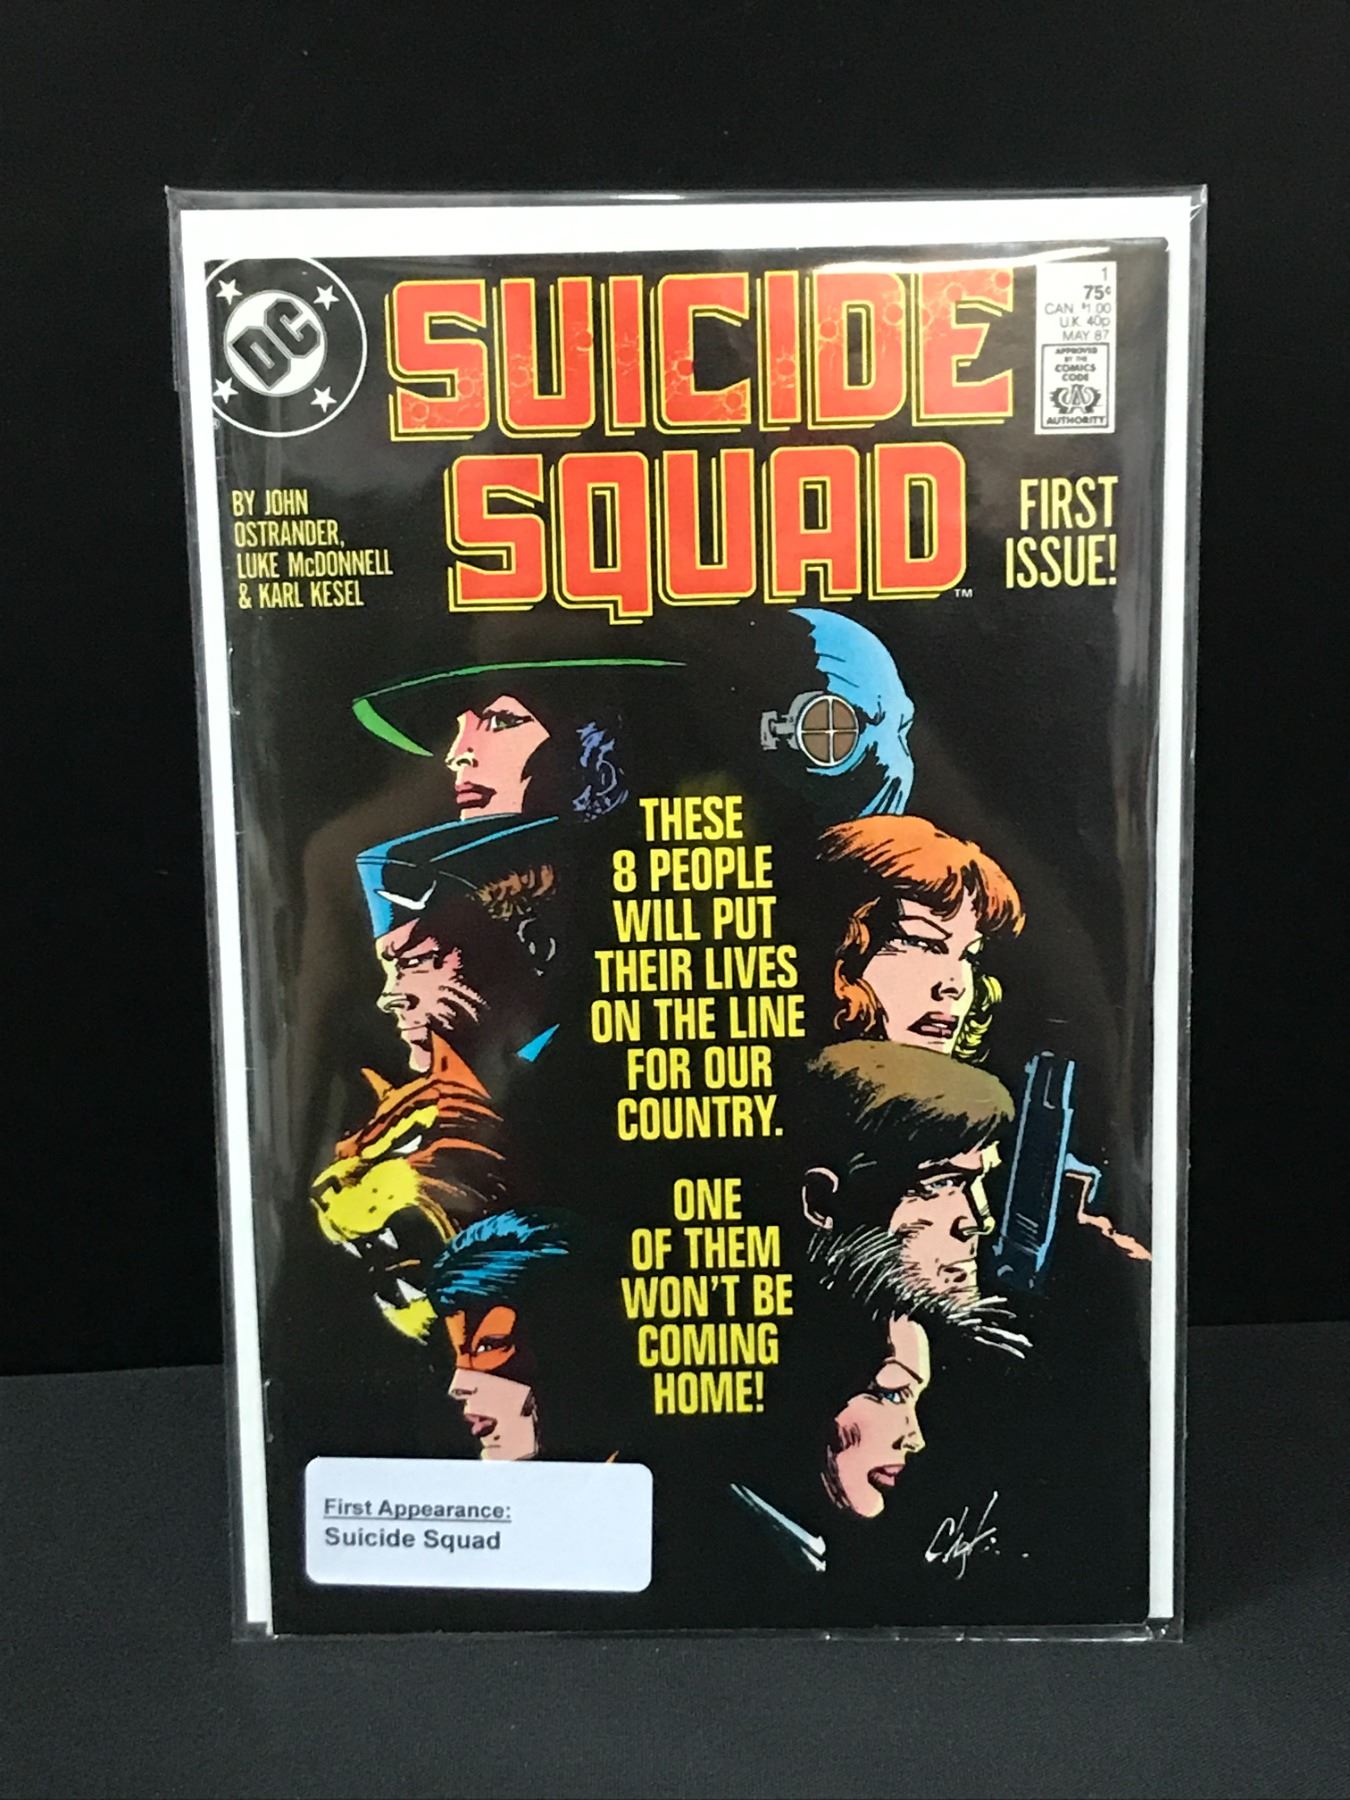 DC
SUICIDE
SQUAD
TM
1
75¢
CAN. $1.00
U.K. 40p
MAY 87
APPROVED
BY THE
COMICS
CODE
CA
AUTHORITY
BY JOHN
OSTRANDER,
LUKE McDONNELL
& KARL KESEL
FIRST
ISSUE!
THESE
8 PEOPLE
WILL PUT
THEIR LIVES
ON THE LINE
FOR OUR
COUNTRY.
ONE
OF THEM
WON'T BE
COMING
HOME!
First Appearance:
Suicide Squad